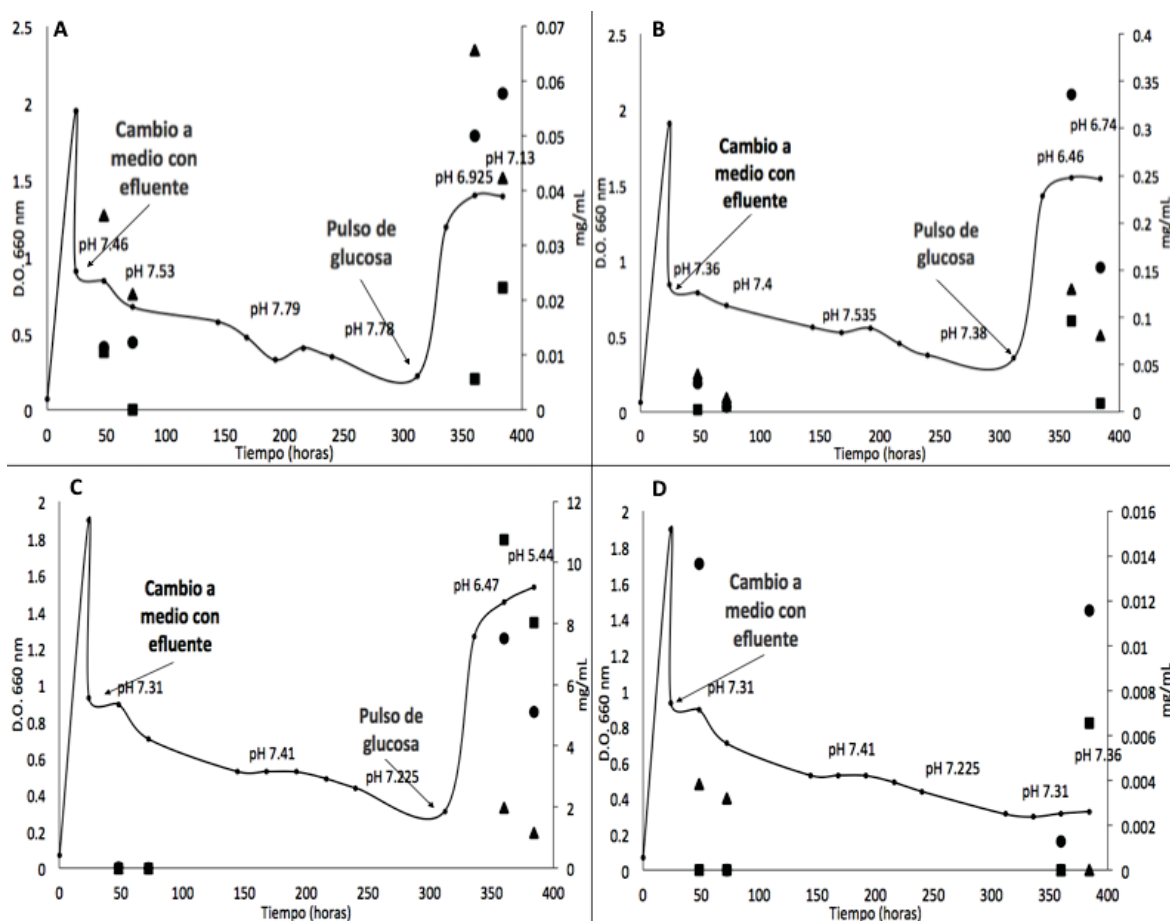 A
2.5
2
1.5
1
0.5
0
D.O. 660 nm
0.07
0.06
0.05
0.04
0.03
0.02
0.01
0
mg/mL
Cambio a
medio con
efluente
pH 7.46
pH 7.53
pH 7.79
pH 7.78
Pulso de
glucosa
pH 6.925
pH 7.13
0 50 100 150 200 250 300 350 400
Tiempo (horas)
B
2.5
2
1.5
1
0.5
0
D.O. 660 nm
0.4
0.35
0.3
0.25
0.2
0.15
0.1
0.05
0
mg/mL
Cambio a
medio con
efluente
pH 7.36
pH 7.4
pH 7.535
pH 7.38
Pulso de
glucosa
pH 6.46
pH 6.74
0 50 100 150 200 250 300 350 400
Tiempo (horas)
C
2
1.8
1.6
1.4
1.2
1
0.8
0.6
0.4
0.2
0
D.O. 660 nm
12
10
8
6
4
2
0
mg/mL
Cambio a
medio con
efluente
pH 7.31
pH 7.41
pH 7.225
Pulso de
glucosa
pH 6.47
pH 5.44
0 50 100 150 200 250 300 350 400
Tiempo (horas)
D
2
1.8
1.6
1.4
1.2
1
0.8
0.6
0.4
0.2
0
D.O. 660 nm
0.016
0.014
0.012
0.01
0.008
0.006
0.004
0.002
0
mg/mL
Cambio a
medio con
efluente
pH 7.31
pH 7.41
pH 7.225
pH 7.31
pH 7.36
0 50 100 150 200 250 300 350 400
Tiempo (horas)